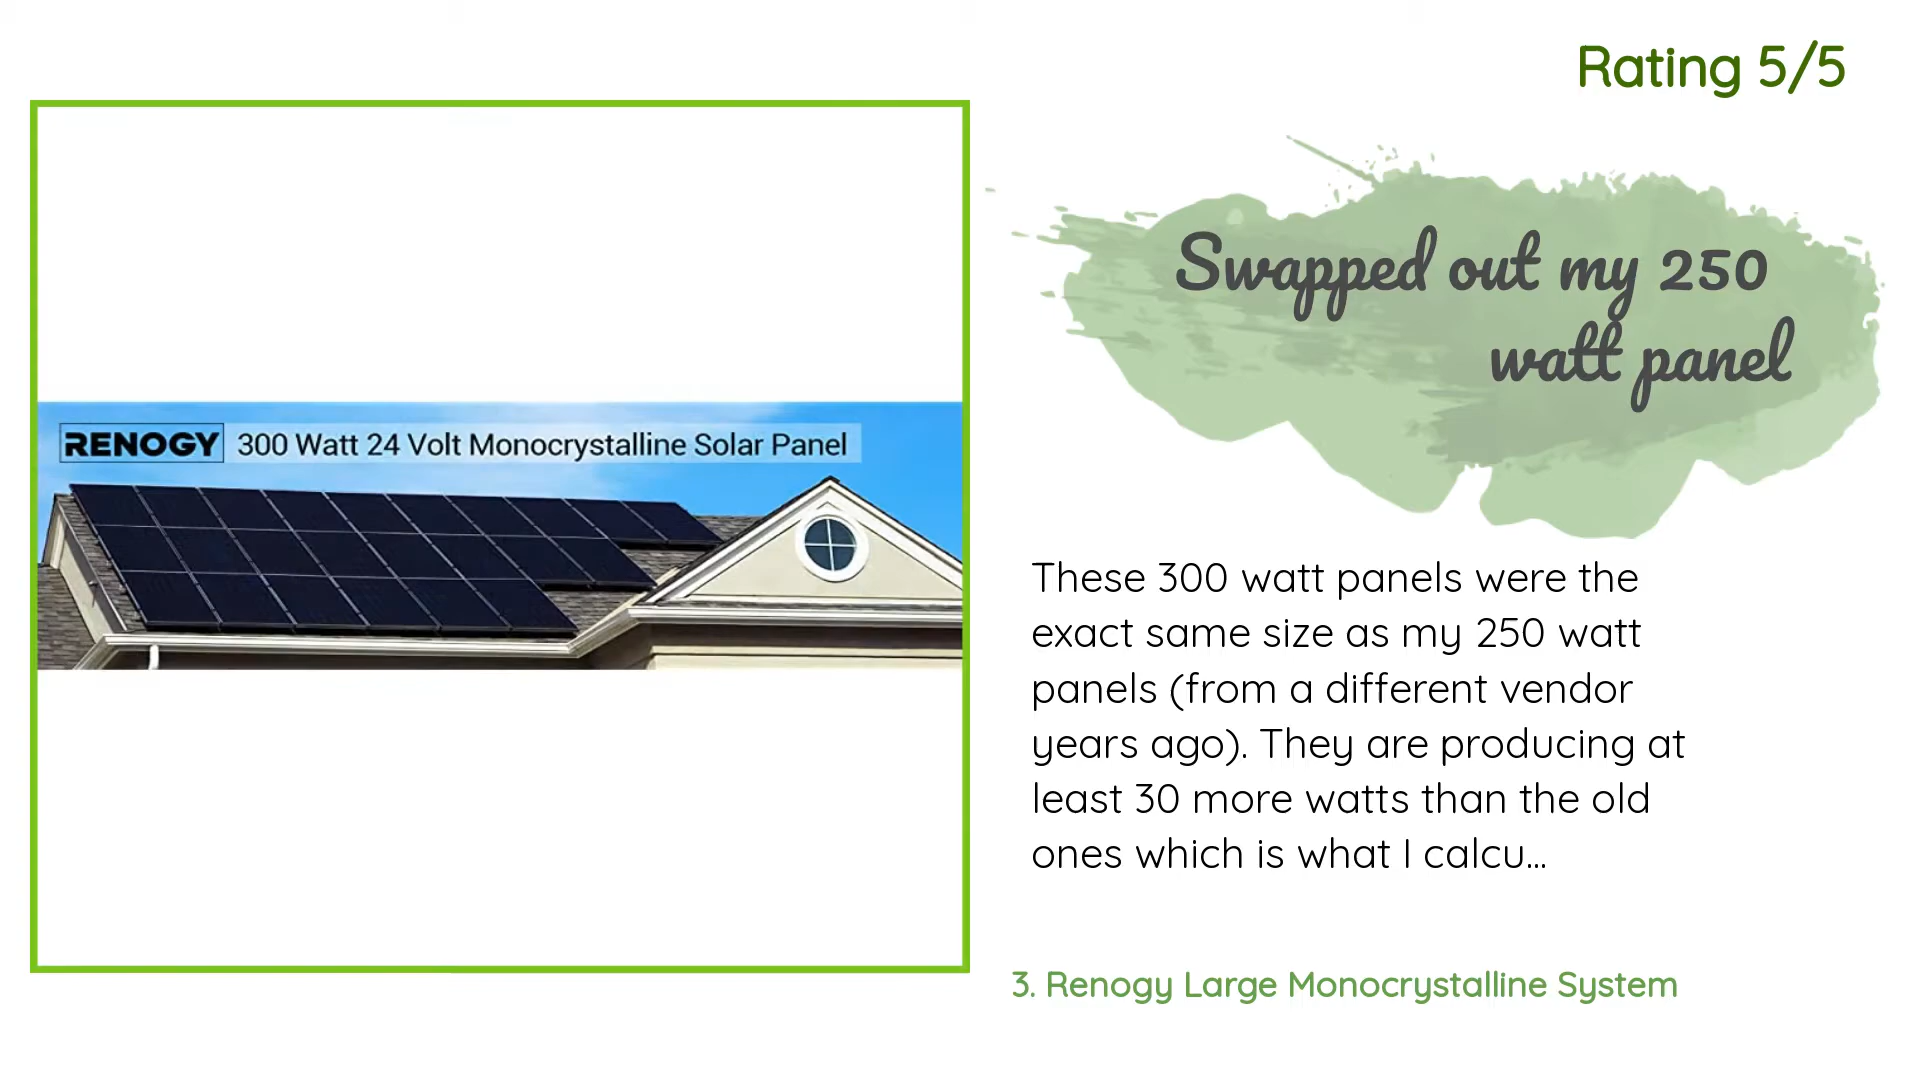 Rating 5/5
Swapped out my 250
watt panel
RENOGY 300 Watt 24 Volt Monocrystalline Solar Panel
These 300 watt panels were the
exact same size as my 250 watt
panels (from a different vendor
years ago). They are producing at
least 30 more watts than the old
ones which is what I calcu...
3. Renogy Large Monocrystalline System